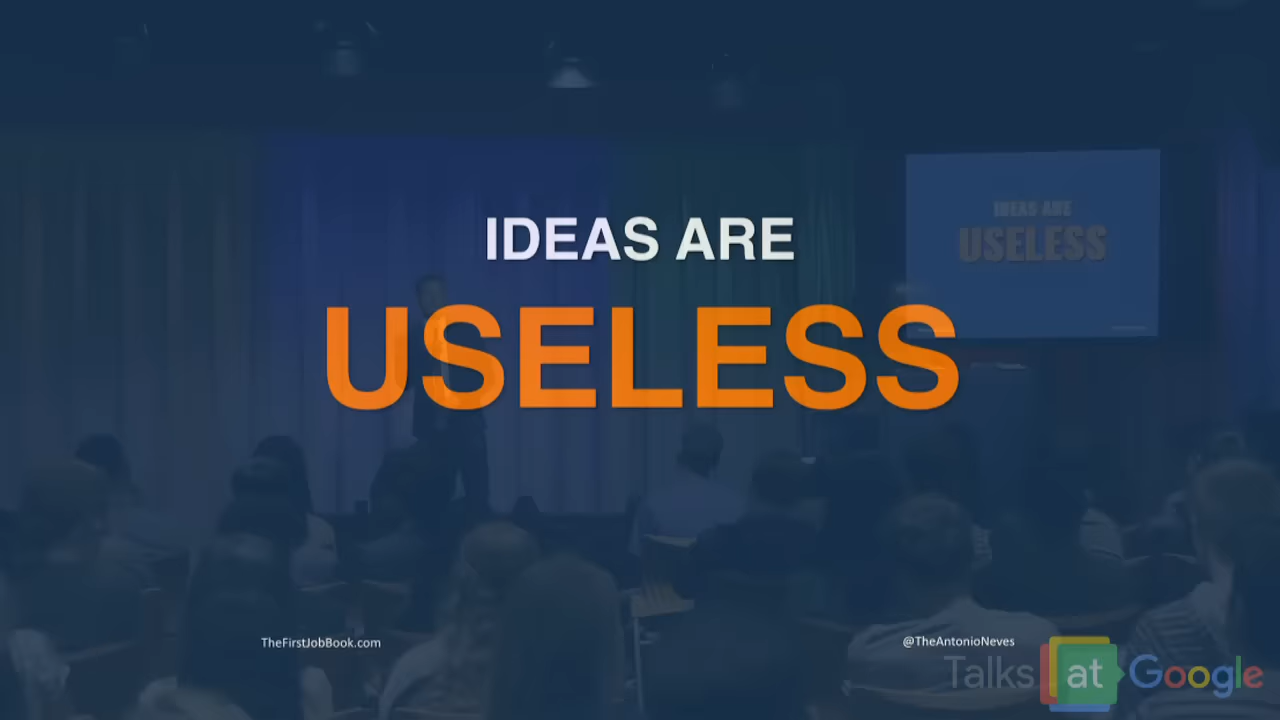 IDEAS ARE
USELESS
IDEAS ARE
USELESS
TheFirstJobBook.com
@TheAntonioNeves
Talks at Google